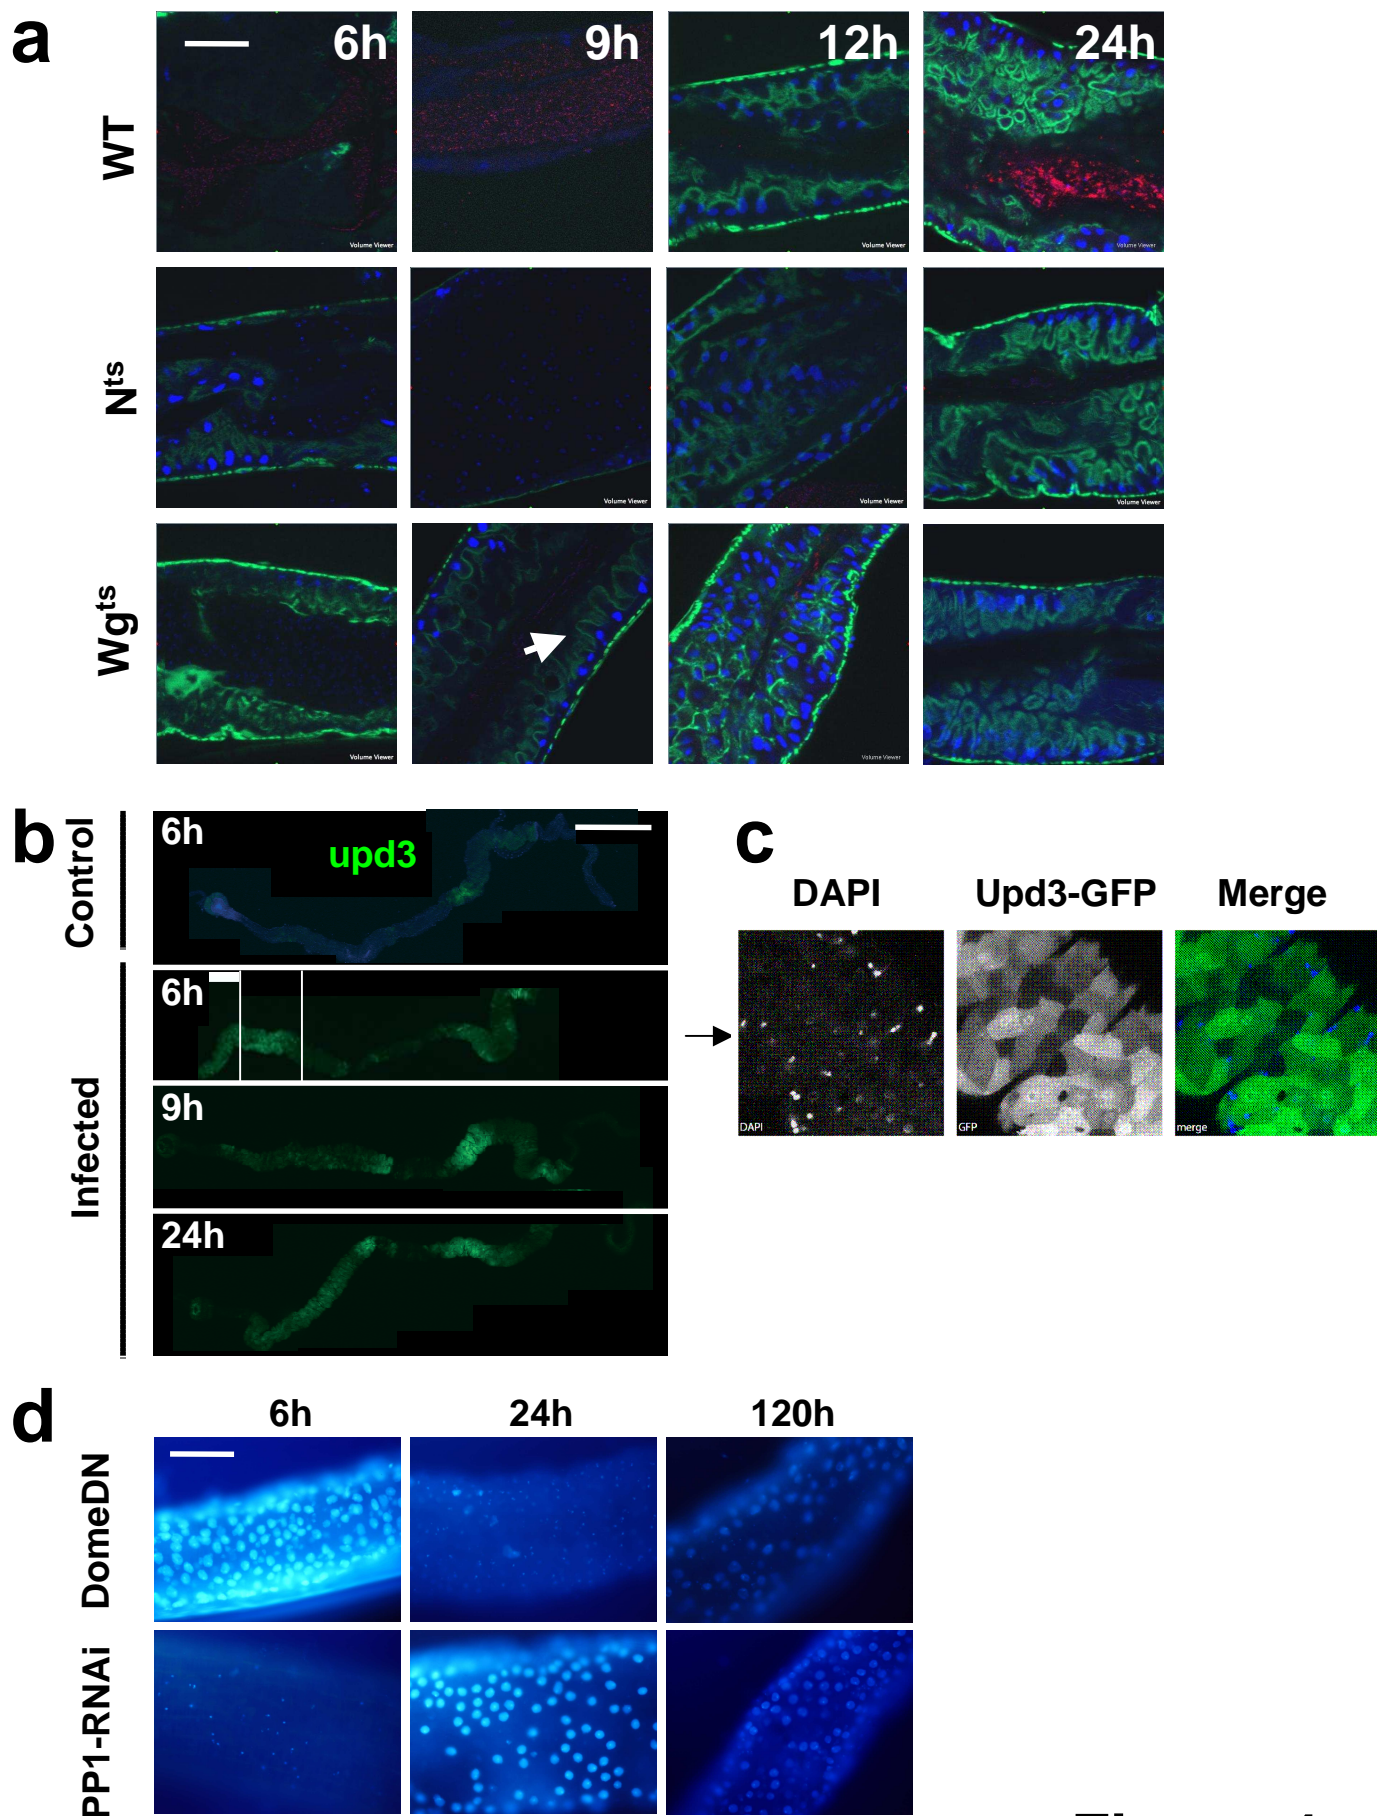 a
6h 9h 12h 24h
WT
Volume Viewer Volume Viewer Volume Viewer
Nts
Volume Viewer Volume Viewer Volume Viewer
Wgts
Volume Viewer Volume Viewer
b
Control
6h
upd3
Infected
6h
9h
24h
c
DAPI Upd3-GFP Merge
DAPI GFP merge
d
6h 24h 120h
DomeDN
PP1-RNAi